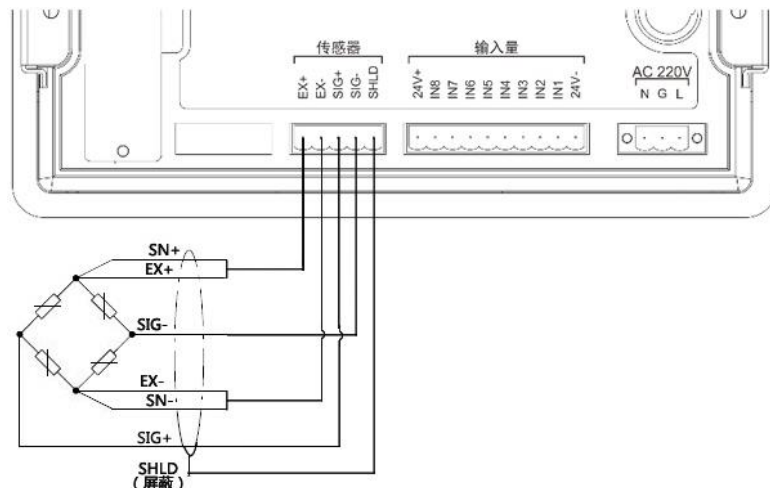 传感器
输入量
EX+
EX-
SIG+
SIG-
SHLD
24V+
IN8
IN7
IN6
IN5
IN4
IN3
IN2
IN1
24V-
AC 220V
N G L
SN+
EX+
SIG-
EX-
SN-
SIG+
SHLD
(屏蔽)